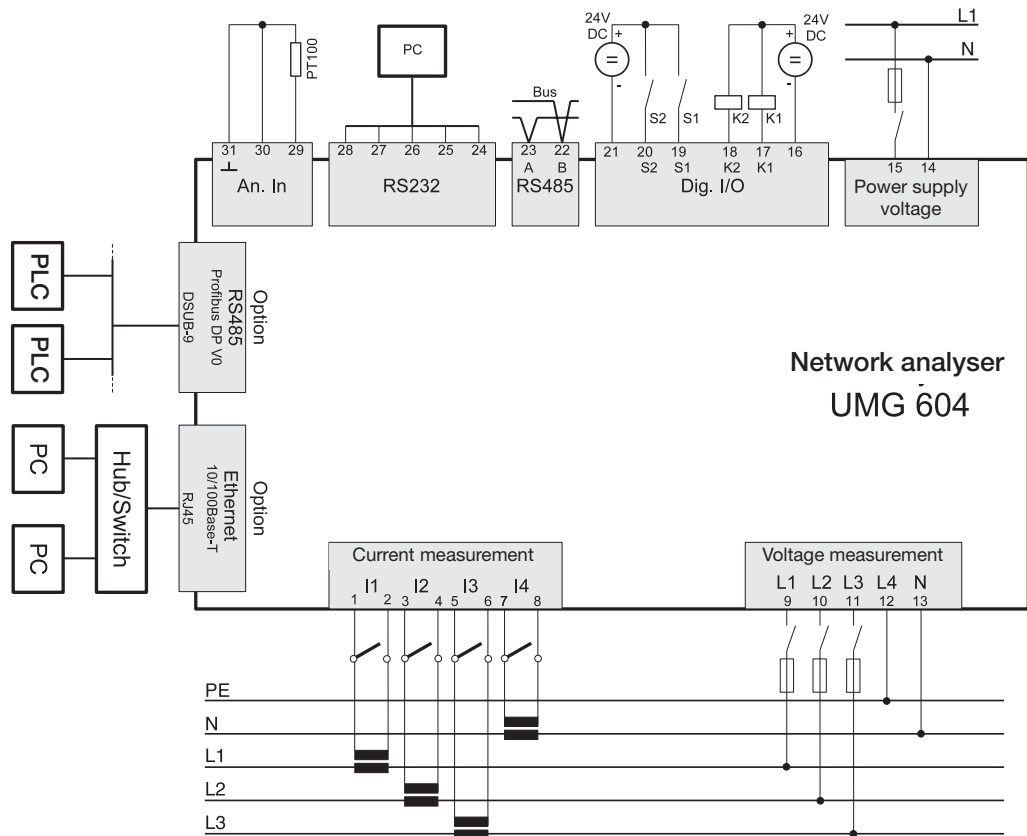 24V
DC
+
-
24V
DC
+
-
L1
N
PC
PT100
Bus
S2
S1
K2
K1
31
30
29
28
27
26
25
24
23
22
21
20
19
18
17
16
15
14
A
B
S2
S1
K2
K1
An. In
RS232
RS485
Dig. I/O
Power supply
voltage
PLC
PLC
Option
RS485
Profibus DP V0
DSUB-9
Network analyser
UMG 604
PC
PC
Hub/Switch
Option
Ethernet
10/100Base-T
RJ45
Current measurement
I1
I2
I3
I4
1
2
3
4
5
6
7
8
Voltage measurement
L1
L2
L3
L4
N
9
10
11
12
13
PE
N
L1
L2
L3